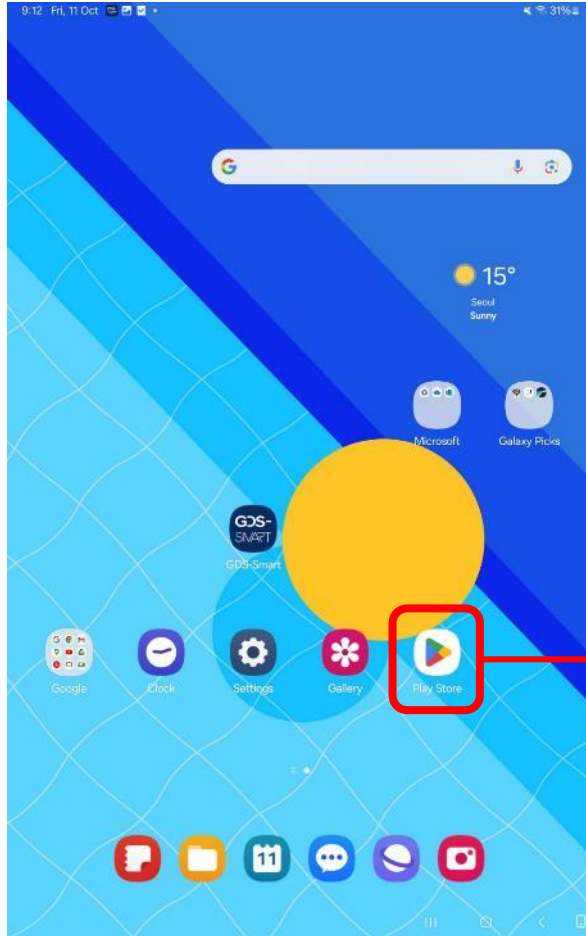 9:12 Fri, 11 Oct
31%
15°
Seoul
Sunny
Microsoft
Galaxy Picks
GDS-
SMART
GDS-Smart
Google
Clock
Settings
Gallery
Play Store
11